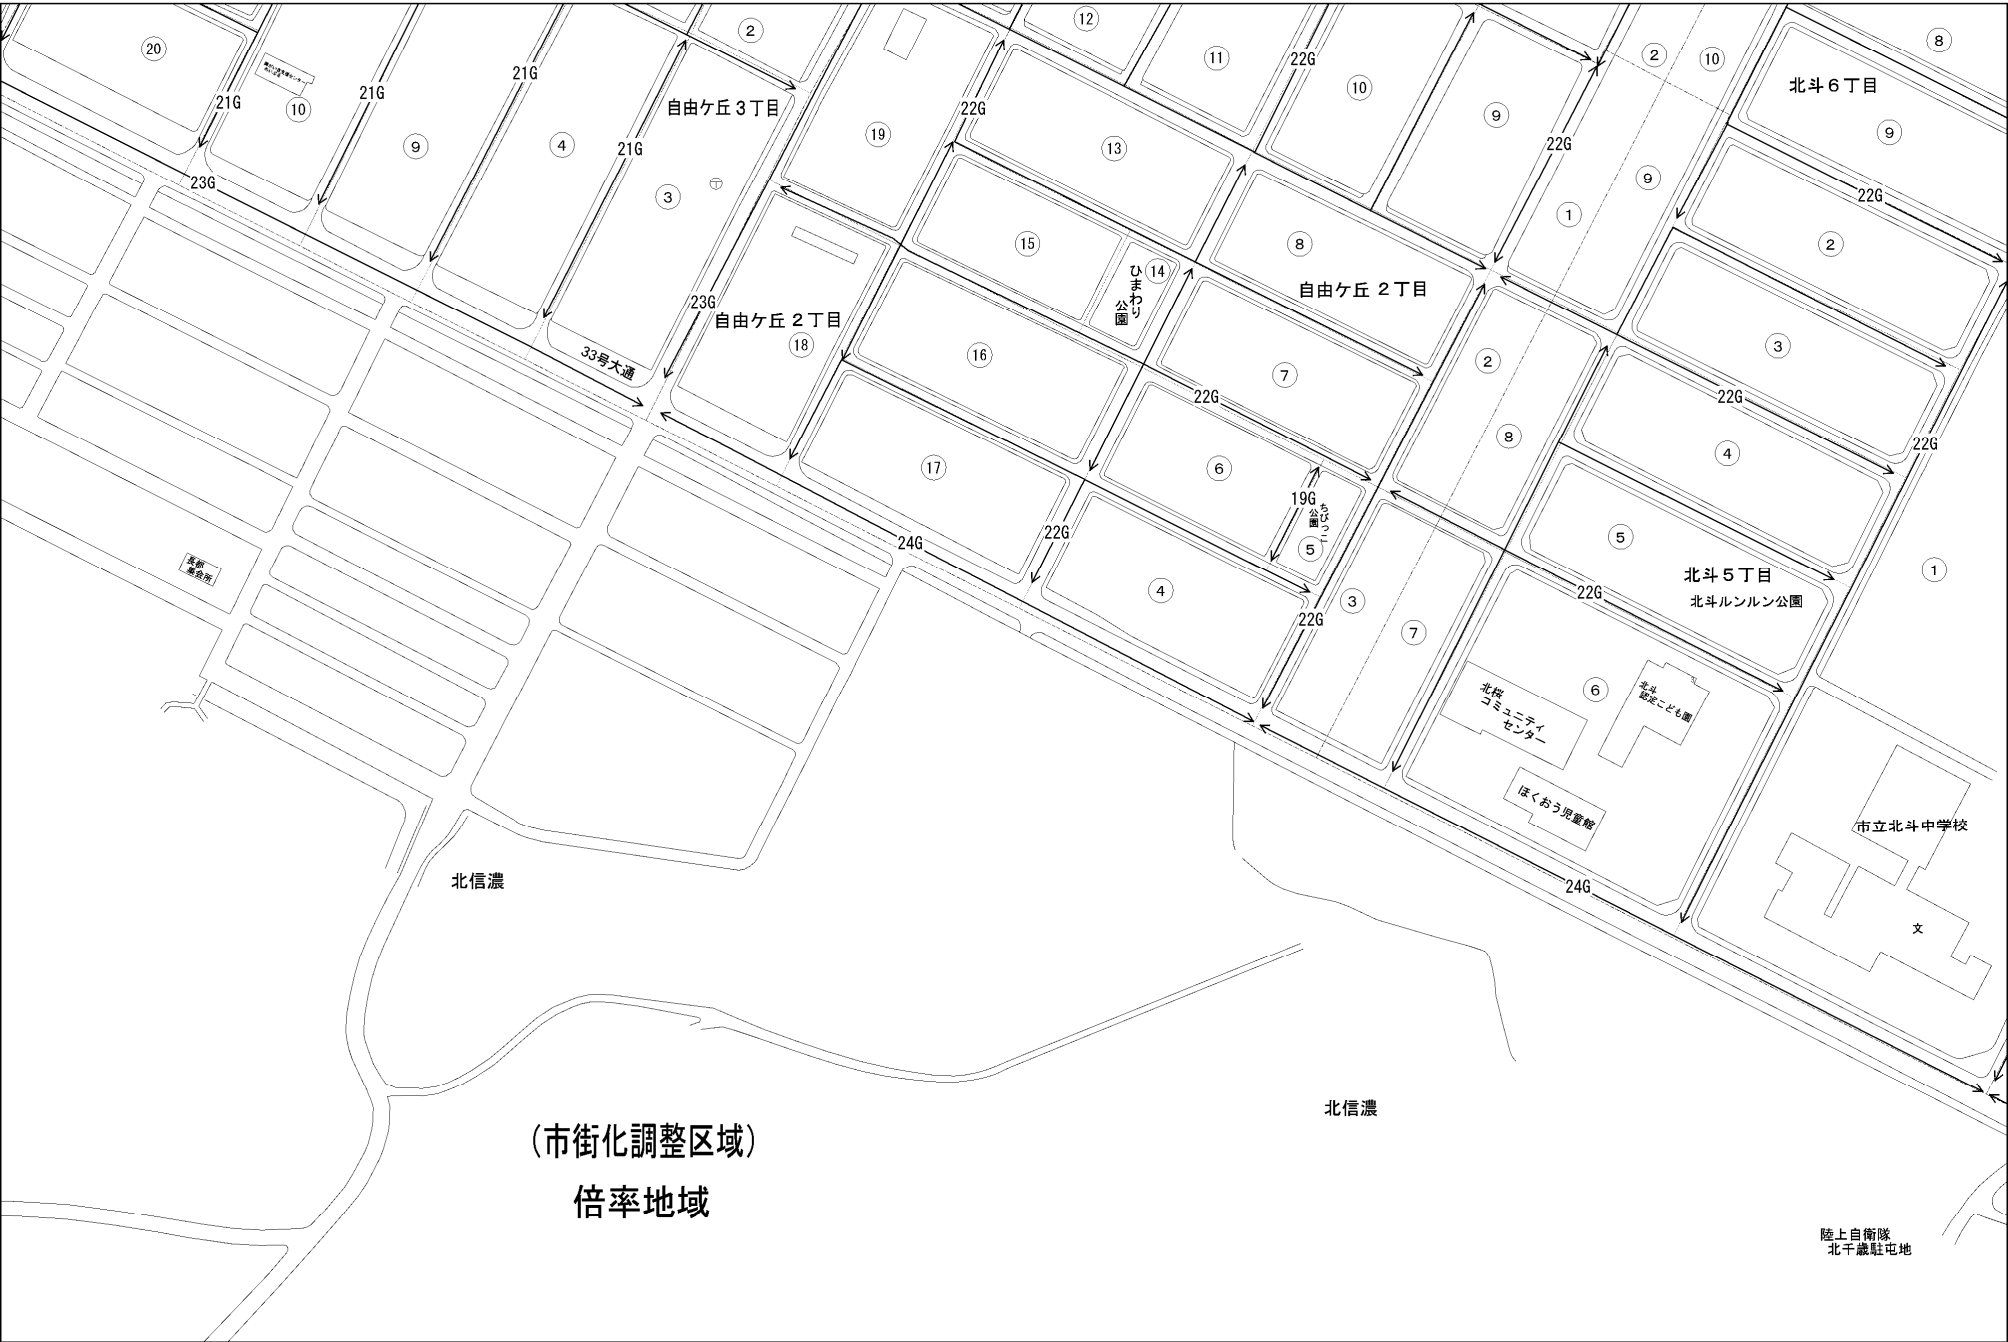 ⑳
21G
⑩
21G
⑨
21G
④
21G
自由ケ丘３丁目
③
23G
33号大通
②
⑲
22G
⑫
⑪
22G
⑩
⑨
②
⑩
⑧
北斗６丁目
⑨
22G
①
⑨
⑬
⑮
⑭
ひまわり
公園
⑧
自由ケ丘２丁目
22G
②
23G
自由ケ丘２丁目
⑱
⑯
⑦
22G
②
③
22G
④
22G
⑰
⑥
19G
ちびっこ
公園
⑤
⑧
24G
22G
④
22G
③
⑦
⑤
北斗５丁目
北斗ルンルン公園
22G
①
⑥
北桜
コミュニティ
センター
北斗
認定こども園
ほくおう児童館
24G
市立北斗中学校
文
長都
集会所
北信濃
北信濃
（市街化調整区域）
倍率地域
陸上自衛隊
北千歳駐屯地